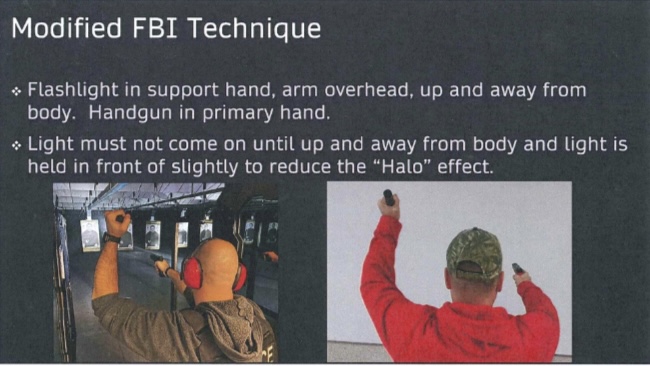 Modified FBI Technique
❖ Flashlight in support hand, arm overhead, up and away from
body. Handgun in primary hand.
❖ Light must not come on until up and away from body and light is
held in front of slightly to reduce the “Halo” effect.